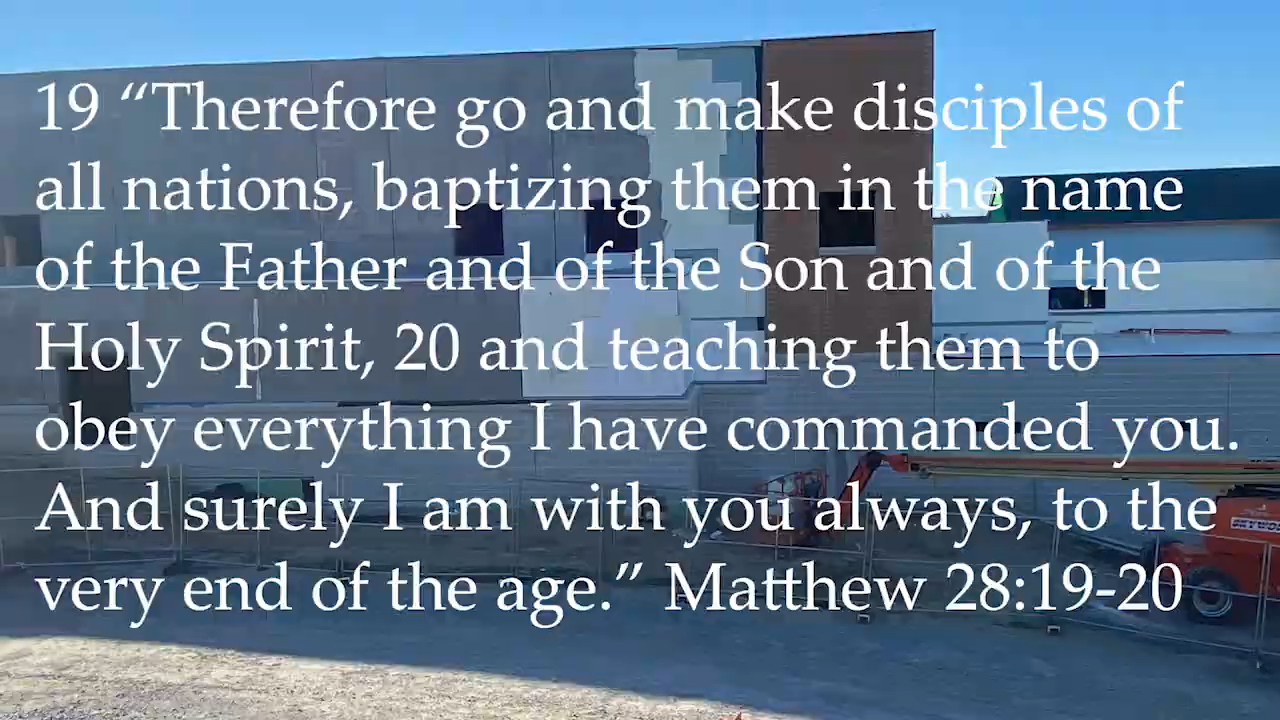 19 “Therefore go and make disciples of
all nations, baptizing them in the name
of the Father and of the Son and of the
Holy Spirit, 20 and teaching them to
obey everything I have commanded you.
And surely I am with you always, to the
very end of the age.” Matthew 28:19-20